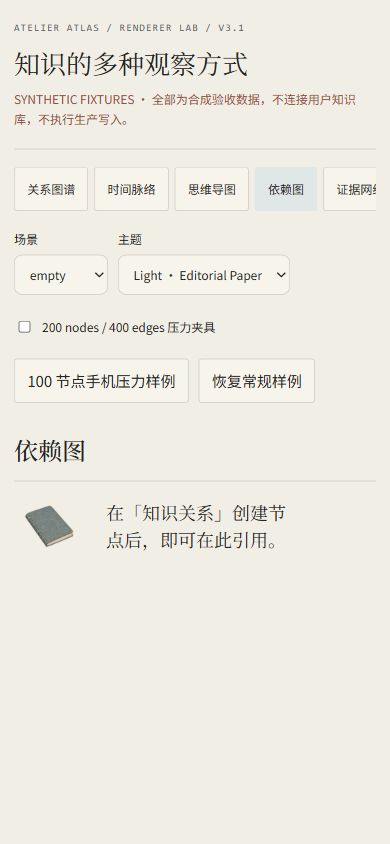 ATELIER ATLAS / RENDERER LAB / V3.1
知识的多种观察方式
SYNTHETIC FIXTURES · 全部为合成验收数据，不连接用户知识
库，不执行生产写入。
关系图谱 时间脉络 思维导图 依赖图 证据网络
场景 主题
empty Light · Editorial Paper
200 nodes / 400 edges 压力夹具
100 节点手机压力样例 恢复常规样例
依赖图
在「知识关系」创建节
点后，即可在此引用。